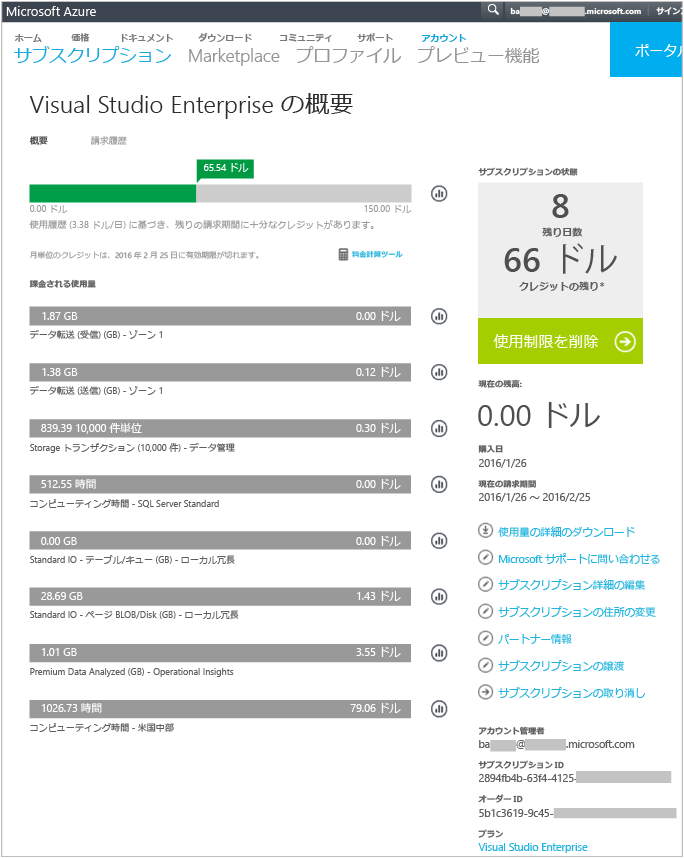 Microsoft Azure
ba @ .microsoft.com サインア
ホーム 価格 ドキュメント ダウンロード コミュニティ サポート アカウント
サブスクリプション Marketplace プロファイル プレビュー機能
ポータル
Visual Studio Enterprise の概要
概要 請求履歴
65.54 ドル
0.00 ドル 150.00 ドル
使用履歴 (3.38 ドル/日) に基づき、残りの請求期間に十分なクレジットがあります。
月単位のクレジットは、2016 年 2 月 25 日に有効期限が切れます。
料金計算ツール
課金される使用量
1.87 GB 0.00 ドル
データ転送 (受信) (GB) - ゾーン 1
1.38 GB 0.12 ドル
データ転送 (送信) (GB) - ゾーン 1
839.39 10,000 件単位 0.30 ドル
Storage トランザクション (10,000 件) - データ管理
512.55 時間 0.00 ドル
コンピューティング時間 - SQL Server Standard
0.00 GB 0.00 ドル
Standard IO - テーブル/キュー (GB) - ローカル冗長
28.69 GB 1.43 ドル
Standard IO - ページ BLOB/Disk (GB) - ローカル冗長
1.01 GB 3.55 ドル
Premium Data Analyzed (GB) - Operational Insights
1026.73 時間 79.06 ドル
コンピューティング時間 - 米国中部
サブスクリプションの状態
8
残り日数
66 ドル
クレジットの残り*
使用制限を削除
現在の残高:
0.00 ドル
購入日
2016/1/26
現在の請求期間
2016/1/26 ～ 2016/2/25
使用量の詳細のダウンロード
Microsoft サポートに問い合わせる
サブスクリプション詳細の編集
サブスクリプションの住所の変更
パートナー情報
サブスクリプションの譲渡
サブスクリプションの取り消し
アカウント管理者
ba @ .microsoft.com
サブスクリプション ID
2894fb4b-63f4-4125-
オーダー ID
5b1c3619-9c45-
プラン
Visual Studio Enterprise